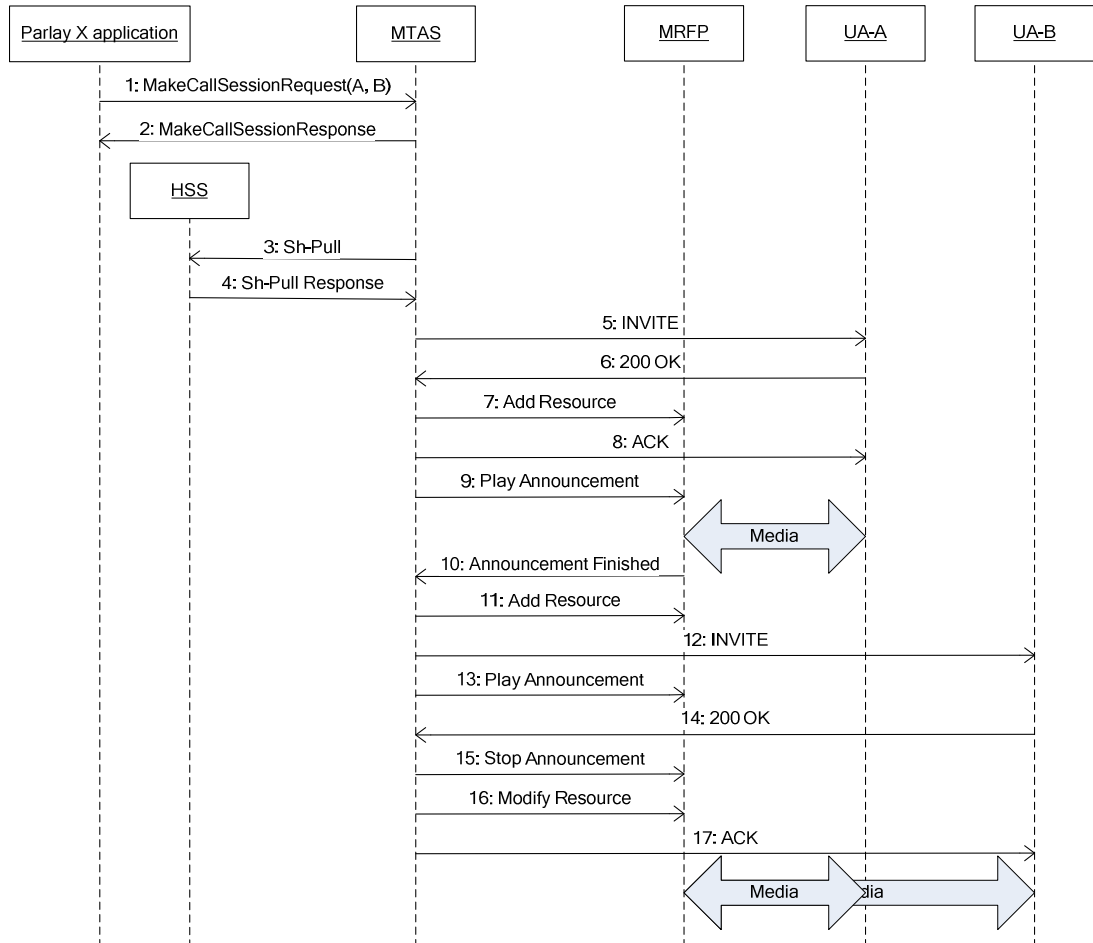 Parlay X application
MTAS
MRFP
UA-A
UA-B
1: MakeCallSessionRequest(A, B)
2: MakeCallSessionResponse
HSS
3: Sh-Pull
4: Sh-Pull Response
5: INVITE
6: 200 OK
7: Add Resource
8: ACK
9: Play Announcement
Media
10: Announcement Finished
11: Add Resource
12: INVITE
13: Play Announcement
14: 200 OK
15: Stop Announcement
16: Modify Resource
17: ACK
Media
dia